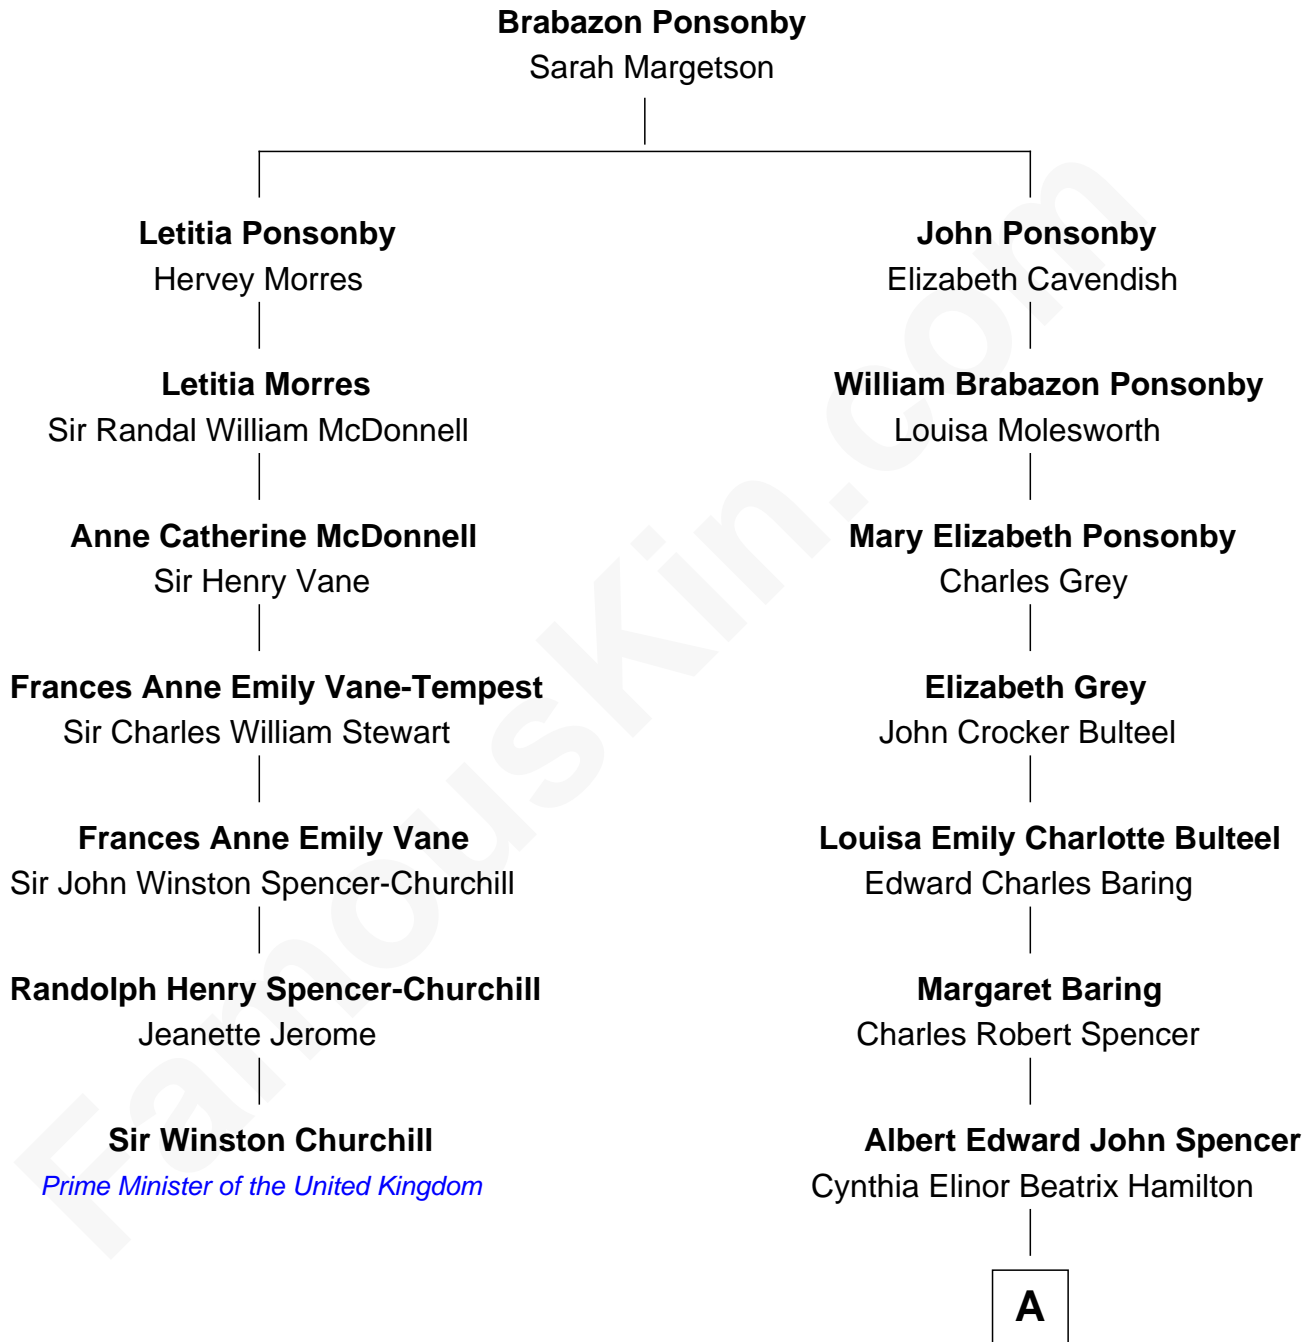 Brabazon Ponsonby
Sarah Margetson
Letitia Ponsonby
Hervey Morres
John Ponsonby
Elizabeth Cavendish
Letitia Morres
Sir Randal William McDonnell
William Brabazon Ponsonby
Louisa Molesworth
Anne Catherine McDonnell
Sir Henry Vane
Mary Elizabeth Ponsonby
Charles Grey
Frances Anne Emily Vane-Tempest
Sir Charles William Stewart
Elizabeth Grey
John Crocker Bulteel
Frances Anne Emily Vane
Sir John Winston Spencer-Churchill
Louisa Emily Charlotte Bulteel
Edward Charles Baring
Randolph Henry Spencer-Churchill
Jeanette Jerome
Margaret Baring
Charles Robert Spencer
Sir Winston Churchill
Prime Minister of the United Kingdom
Albert Edward John Spencer
Cynthia Elinor Beatrix Hamilton
A
FamousKin.com